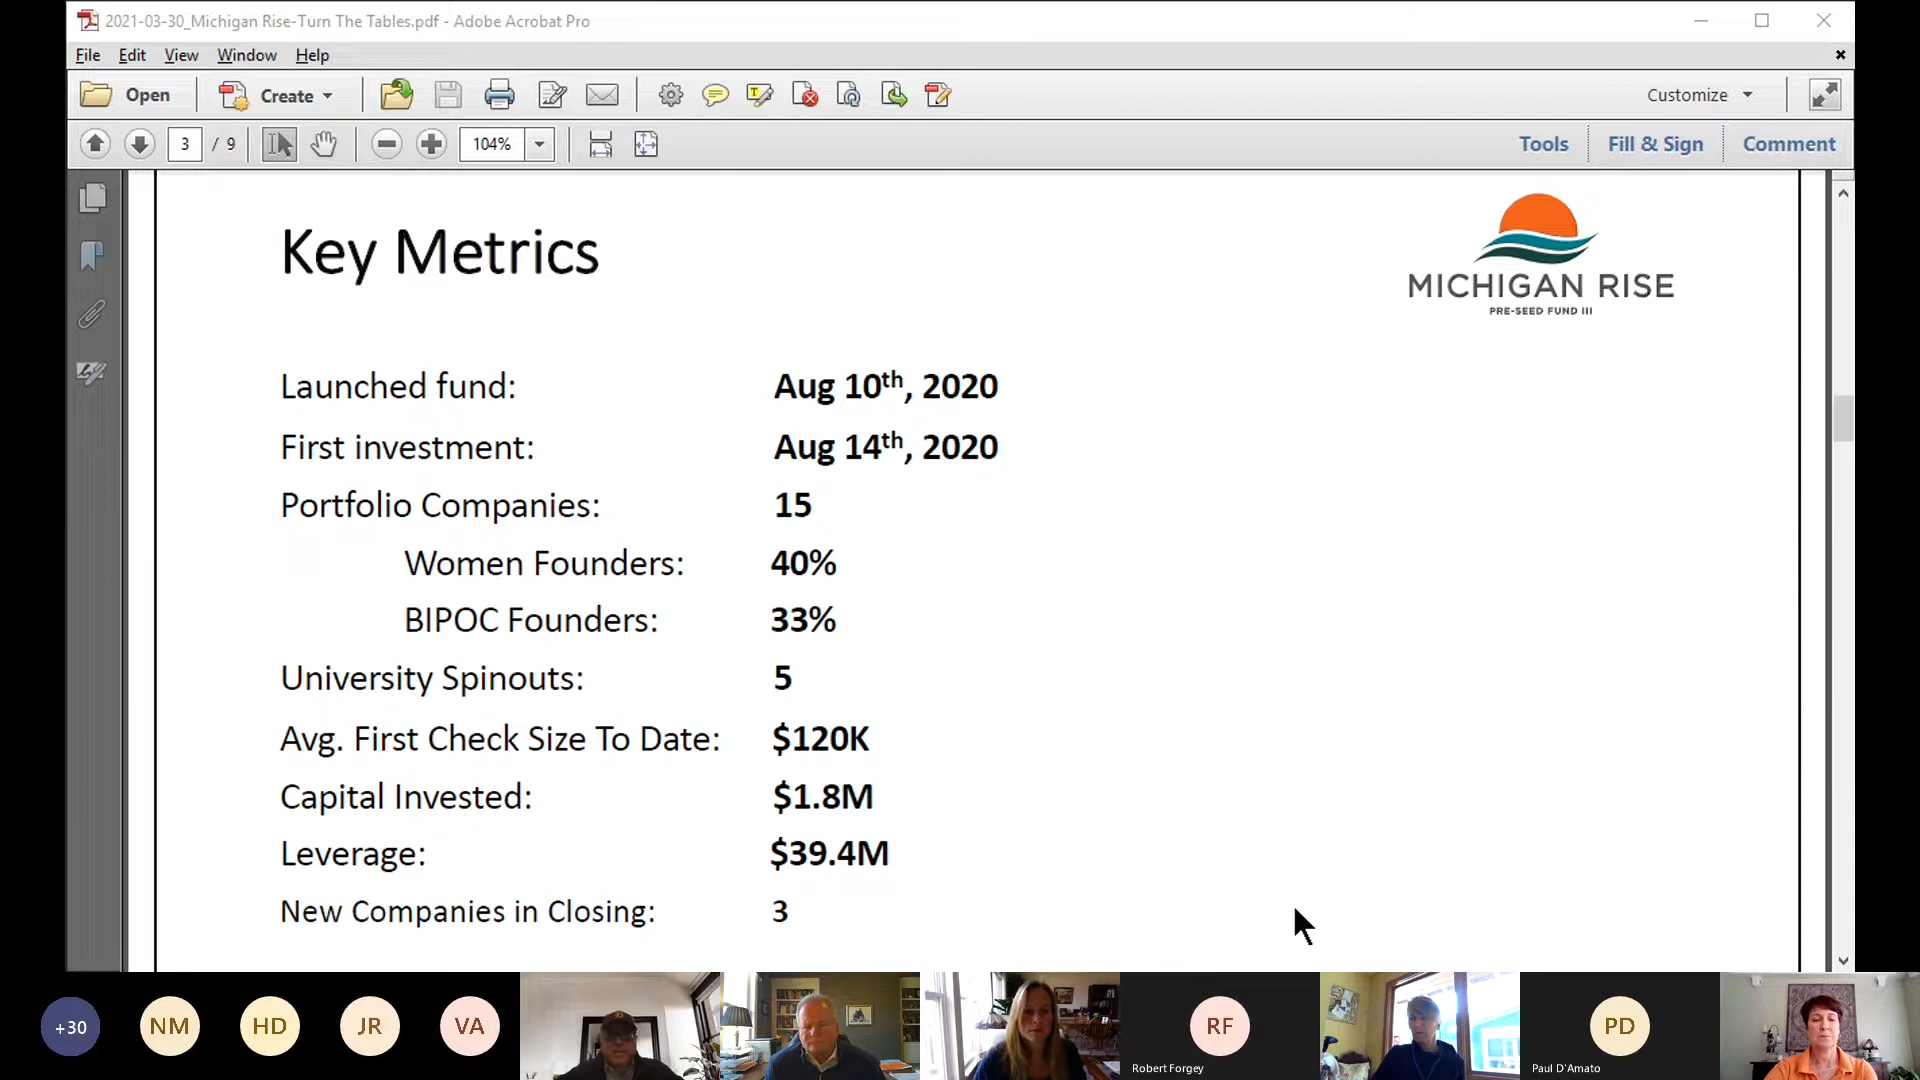 2021-03-30_Michigan Rise-Turn The Tables.pdf - Adobe Acrobat Pro
File Edit View Window Help
Open Create Customize
3 / 9 104% Tools Fill & Sign Comment
Key Metrics
MICHIGAN RISE
PRE-SEED FUND III
Launched fund: Aug 10th, 2020
First investment: Aug 14th, 2020
Portfolio Companies: 15
Women Founders: 40%
BIPOC Founders: 33%
University Spinouts: 5
Avg. First Check Size To Date: $120K
Capital Invested: $1.8M
Leverage: $39.4M
New Companies in Closing: 3
+30 NM HD JR VA RF PD
Robert Forgey Paul D'Amato